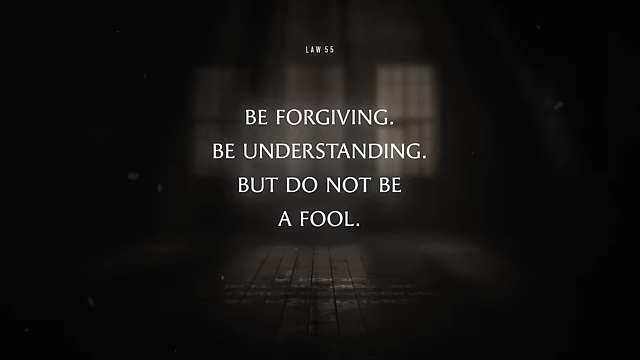 LAW 55
BE FORGIVING.
BE UNDERSTANDING.
BUT DO NOT BE
A FOOL.